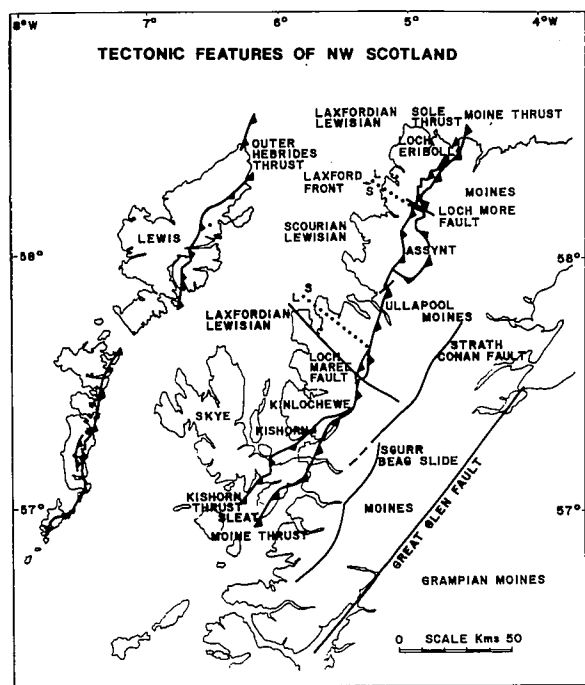 8°W
7°
6°
5°
4°
TECTONIC FEATURES OF NW SCOTLAND
LAXFORDIAN
LEWISIAN
SOLE
THRUST
MOINE THRUST
LOCH
ERIBOLL
OUTER
HEBRIDES
THRUST
LAXFORD
FRONT
L
S
MOINES
LOCH MORE
FAULT
LEWIS
SCOURIAN
LEWISIAN
ASSYNT
58°
58°
L
S
ULLAPOOL
MOINES
LAXFORDIAN
LEWISIAN
STRATH
CONAN FAULT
LOCH
MAREE
FAULT
SKYE
KINLOCHEWE
KISHORN
SGURR
BEAG SLIDE
57°
57°
KISHORN
THRUST
SLEAT
MOINE THRUST
MOINES
GREAT GLEN FAULT
GRAMPIAN MOINES
0 SCALE Kms 50